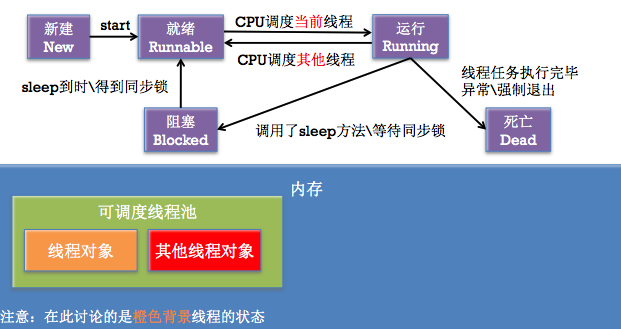 新建
New
start
就绪
Runnable
CPU调度当前线程
CPU调度其他线程
运行
Running
sleep到时\得到同步锁
线程任务执行完毕
异常\强制退出
阻塞
Blocked
调用了sleep方法\等待同步锁
死亡
Dead
内存
可调度线程池
线程对象
其他线程对象
注意：在此讨论的是橙色背景线程的状态